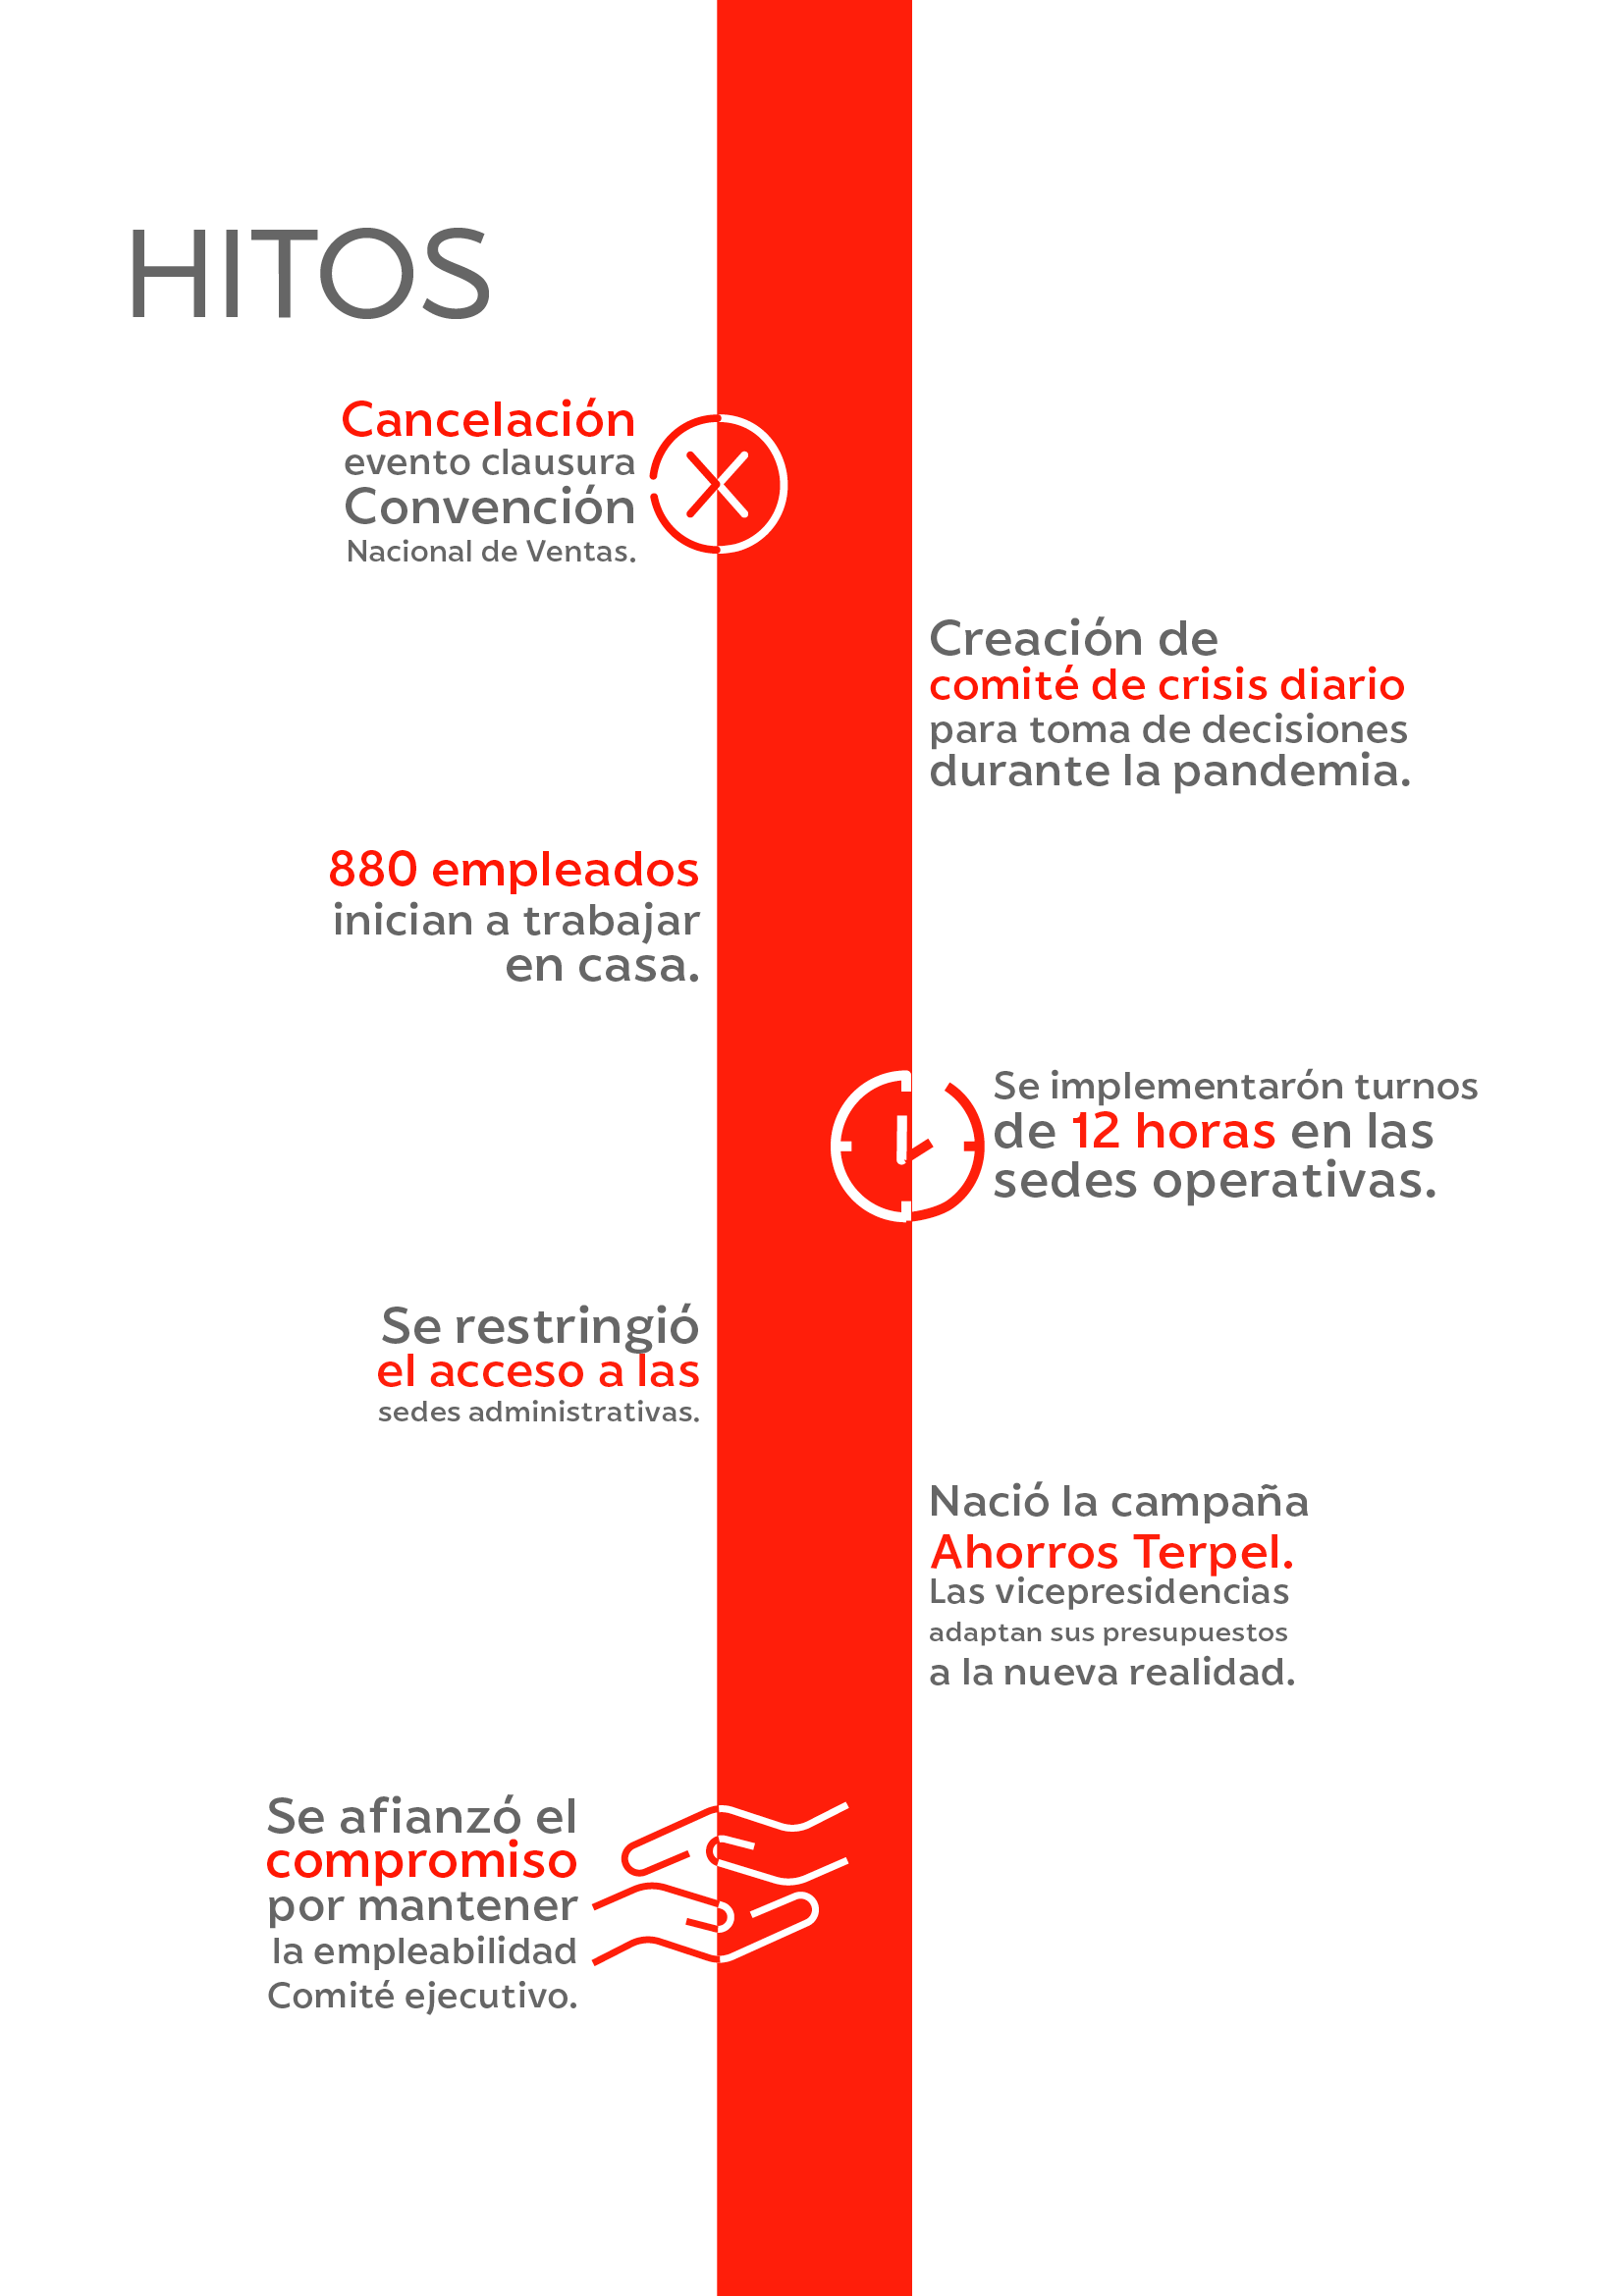 HITOS
Cancelación
evento clausura
Convención
Nacional de Ventas.
Creación de
comité de crisis diario
para toma de decisiones
durante la pandemia.
880 empleados
inician a trabajar
en casa.
Se implementarón turnos
de 12 horas en las
sedes operativas.
Se restringió
el acceso a las
sedes administrativas.
Nació la campaña
Ahorros Terpel.
Las vicepresidencias
adaptan sus presupuestos
a la nueva realidad.
Se afianzó el
compromiso
por mantener
la empleabilidad
Comité ejecutivo.